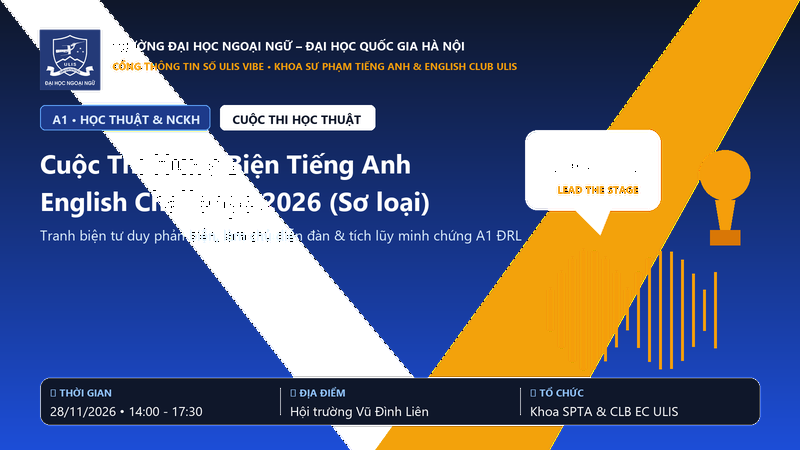 ULIS
ĐẠI HỌC NGOẠI NGỮ
TRƯỜNG ĐẠI HỌC NGOẠI NGỮ – ĐẠI HỌC QUỐC GIA HÀ NỘI
CỔNG THÔNG TIN SỐ ULIS VIBE • KHOA SƯ PHẠM TIẾNG ANH & ENGLISH CLUB ULIS
A1 • HỌC THUẬT & NCKH
CUỘC THI HỌC THUẬT
Cuộc Thi Biện Tiếng Anh
English Challenge 2026 (Sơ loại)
LEAD THE STAGE
Tranh biện tư duy phản đàn & tích lũy minh chứng A1 ĐRL
THỜI GIAN
28/11/2026 • 14:00 - 17:30
ĐỊA ĐIỂM
Hội trường Vũ Đình Liên
TỔ CHỨC
Khoa SPTA & CLB EC ULIS